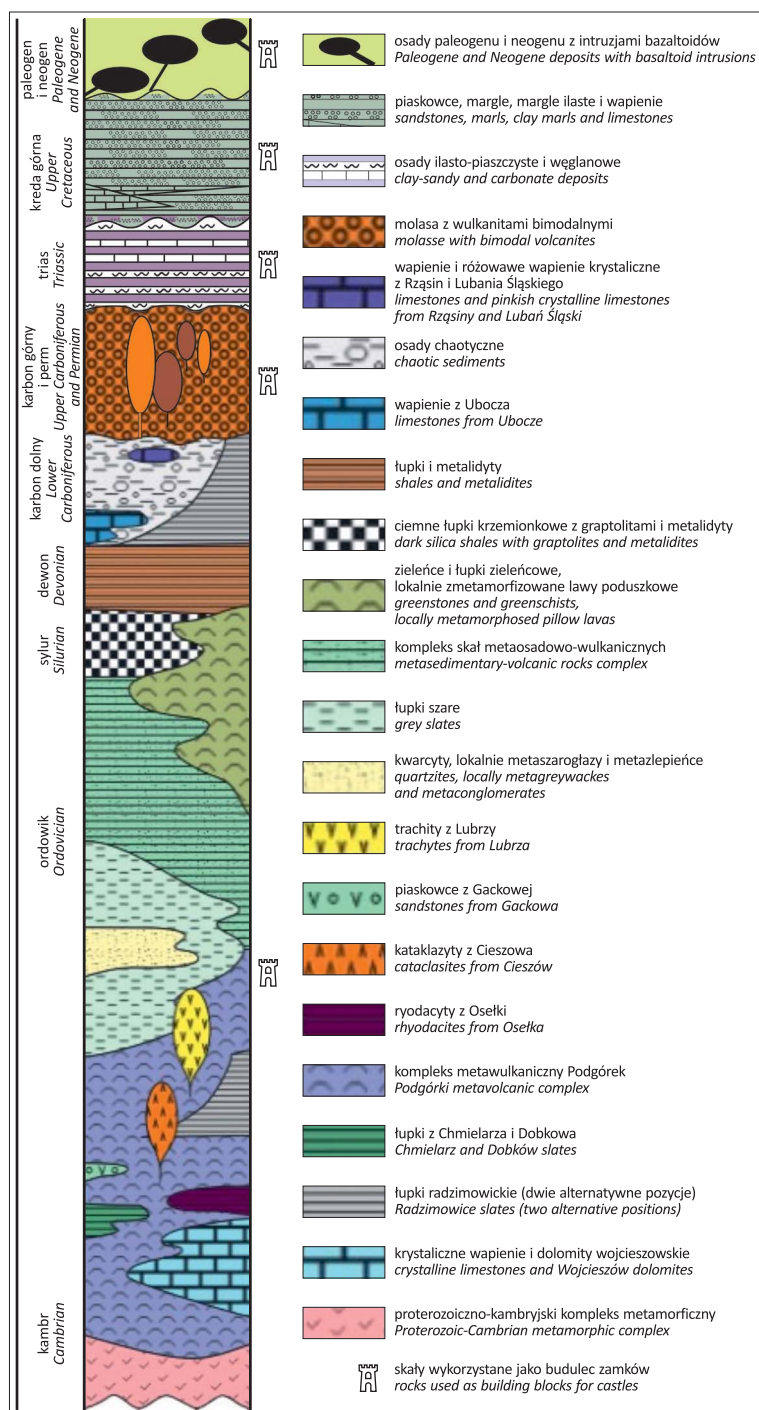 paleogen
i neogen
Paleogene
and Neogene
kreda górna
Upper
Cretaceous
trias
Triassic
karbon górny
i perm
Upper Carboniferous
and Permian
karbon dolny
Lower
Carboniferous
dewon
Devonian
sylur
Silurian
ordowik
Ordovician
kambr
Cambrian
osady paleogenu i neogenu z intruzjami bazaltoidów
Paleogene and Neogene deposits with basaltoid intrusions
piaskowce, margle, margle ilaste i wapienie
sandstones, marls, clay marls and limestones
osady ilasto-piaszczyste i węglanowe
clay-sandy and carbonate deposits
molasa z wulkanitami bimodalnymi
molasse with bimodal volcanites
wapienie i różowawe wapienie krystaliczne
z Rząsin i Lubania Śląskiego
limestones and pinkish crystalline limestones
from Rząsiny and Lubań Śląski
osady chaotyczne
chaotic sediments
wapienie z Ubocza
limestones from Ubocze
łupki i metalidyty
shales and metalidites
ciemne łupki krzemionkowe z graptolitami i metalidyty
dark silica shales with graptolites and metalidites
zieleńce i łupki zieleńcowe,
lokalnie zmetamorfizowane lawy poduszkowe
greenstones and greenschists,
locally metamorphosed pillow lavas
kompleks skał metaosadowo-wulkanicznych
metasedimentary-volcanic rocks complex
łupki szare
grey slates
kwarcyty, lokalnie metaszarogłazy i metazlepieńce
quartzites, locally metagreywackes
and metaconglomerates
trachity z Lubrzy
trachytes from Lubrza
piaskowce z Gackowej
sandstones from Gackowa
kataklazyty z Cieszowa
cataclasites from Cieszów
ryodacyty z Osełki
rhyodacites from Osełka
kompleks metawulkaniczny Podgórek
Podgórki metavolcanic complex
łupki z Chmielarza i Dobkowa
Chmielarz and Dobków slates
łupki radzimowickie (dwie alternatywne pozycje)
Radzimowice slates (two alternative positions)
krystaliczne wapienie i dolomity wojcieszowskie
crystalline limestones and Wojcieszów dolomites
proterozoiczno-kambryjski kompleks metamorficzny
Proterozoic-Cambrian metamorphic complex
skały wykorzystane jako budulec zamków
rocks used as building blocks for castles